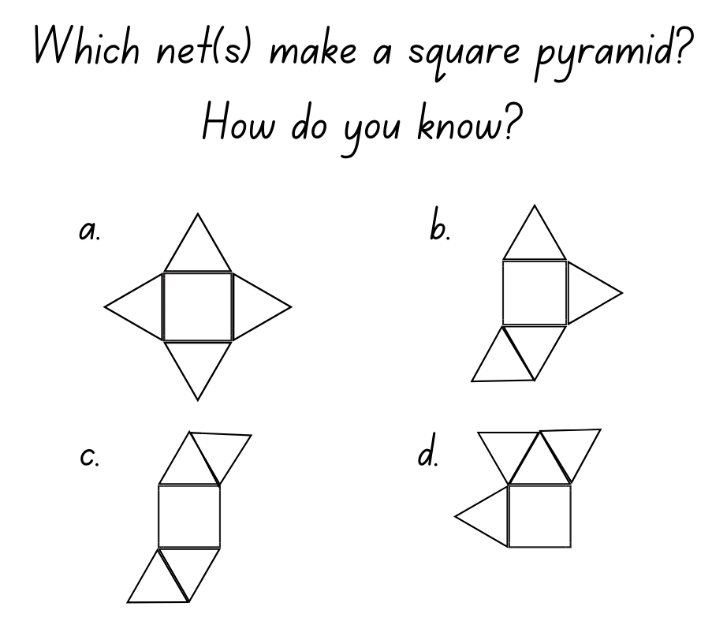 Which net(s) make a square pyramid?
How do you know?
a.
b.
c.
d.